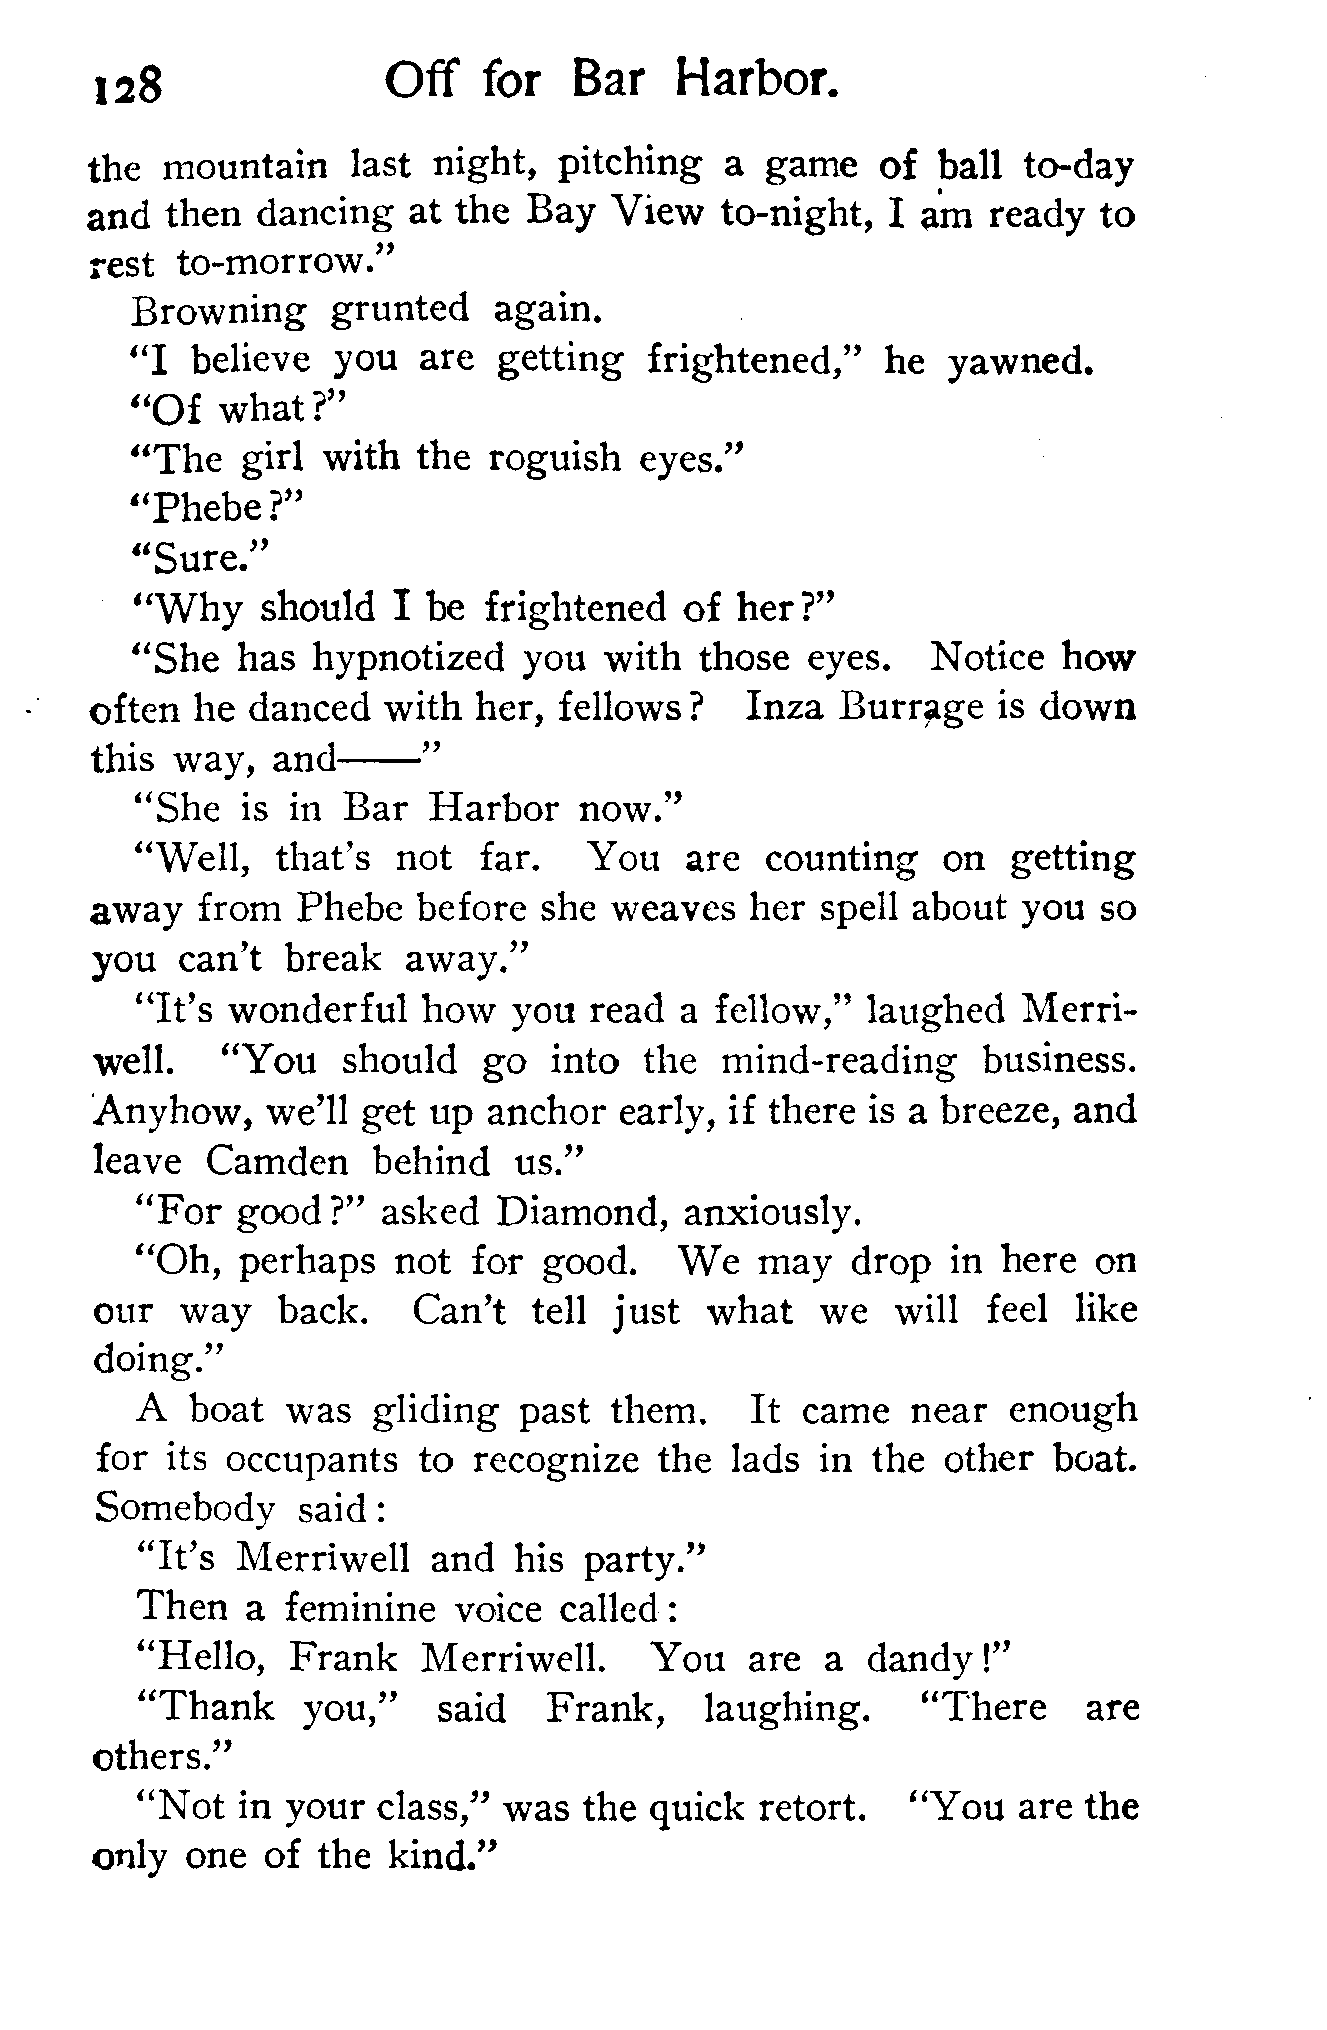 128 Off for Bar Harbor.
the mountain last night, pitching a game of ball to-day
and then dancing at the Bay View to-night, I am ready to
rest to-morrow.”
Browning grunted again.
“I believe you are getting frightened,” he yawned.
“Of what?”
“The girl with the roguish eyes.”
“Phebe?”
“Sure.”
“Why should I be frightened of her?”
“She has hypnotized you with those eyes. Notice how
often he danced with her, fellows? Inza Burrage is down
this way, and——”
“She is in Bar Harbor now.”
“Well, that’s not far. You are counting on getting
away from Phebe before she weaves her spell about you so
you can’t break away.”
“It’s wonderful how you read a fellow,” laughed Merri-
well. “You should go into the mind-reading business.
Anyhow, we’ll get up anchor early, if there is a breeze, and
leave Camden behind us.”
“For good?” asked Diamond, anxiously.
“Oh, perhaps not for good. We may drop in here on
our way back. Can’t tell just what we will feel like
doing.”
A boat was gliding past them. It came near enough
for its occupants to recognize the lads in the other boat.
Somebody said:
“It’s Merriwell and his party.”
Then a feminine voice called:
“Hello, Frank Merriwell. You are a dandy!”
“Thank you,” said Frank, laughing. “There are
others.”
“Not in your class,” was the quick retort. “You are the
only one of the kind.”